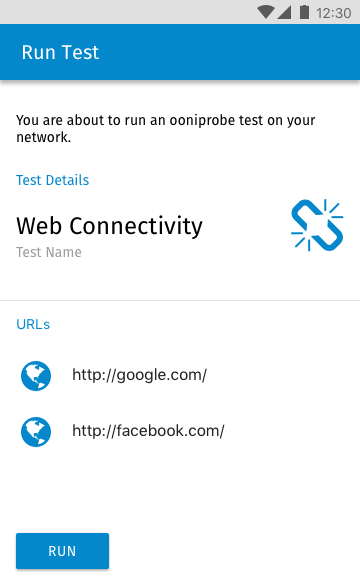 12:30
Run Test
You are about to run an ooniprobe test on your
network.
Test Details
Web Connectivity
Test Name
URLs
http://google.com/
http://facebook.com/
RUN